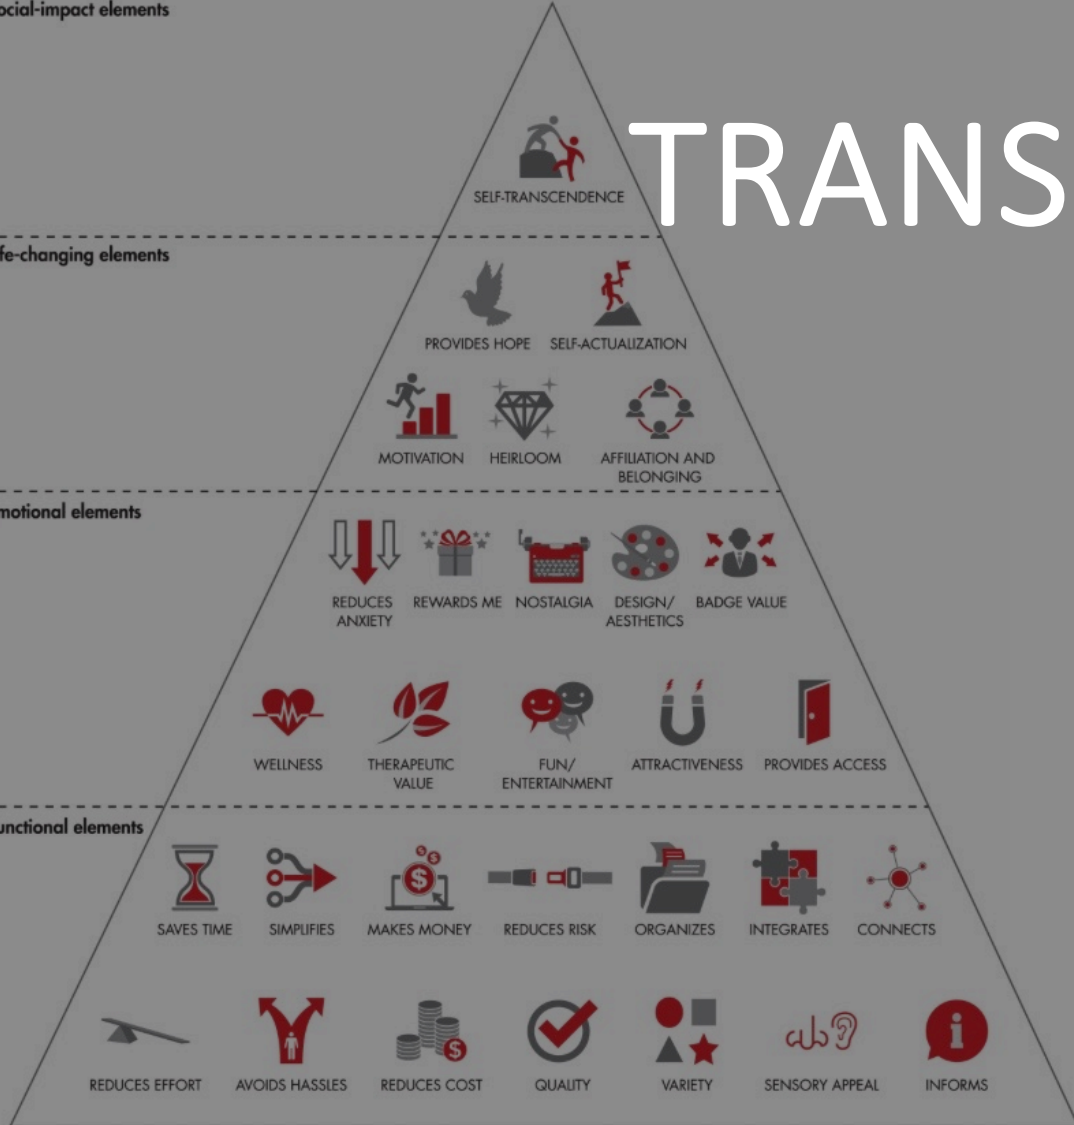 ocial-impact elements
TRANS
SELF-TRANSCENDENCE
fe-changing elements
PROVIDES HOPE SELF-ACTUALIZATION
MOTIVATION HEIRLOOM AFFILIATION AND
BELONGING
motional elements
REDUCES REWARDS ME NOSTALGIA DESIGN/ BADGE VALUE
ANXIETY AESTHETICS
WELLNESS THERAPEUTIC FUN/ ATTRACTIVENESS PROVIDES ACCESS
VALUE ENTERTAINMENT
unctional elements
SAVES TIME SIMPLIFIES MAKES MONEY REDUCES RISK ORGANIZES INTEGRATES CONNECTS
REDUCES EFFORT AVOIDS HASSLES REDUCES COST QUALITY VARIETY SENSORY APPEAL INFORMS